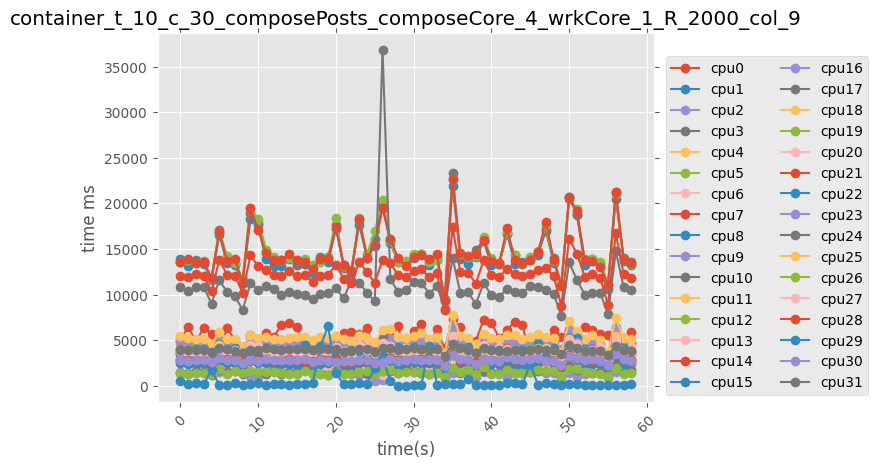 container_t_10_c_30_composePosts_composeCore_4_wrkCore_1_R_2000_col_9
time ms
35000
30000
25000
20000
15000
10000
5000
0
0
10
20
30
40
50
60
time(s)
cpu0
cpu1
cpu2
cpu3
cpu4
cpu5
cpu6
cpu7
cpu8
cpu9
cpu10
cpu11
cpu12
cpu13
cpu14
cpu15
cpu16
cpu17
cpu18
cpu19
cpu20
cpu21
cpu22
cpu23
cpu24
cpu25
cpu26
cpu27
cpu28
cpu29
cpu30
cpu31